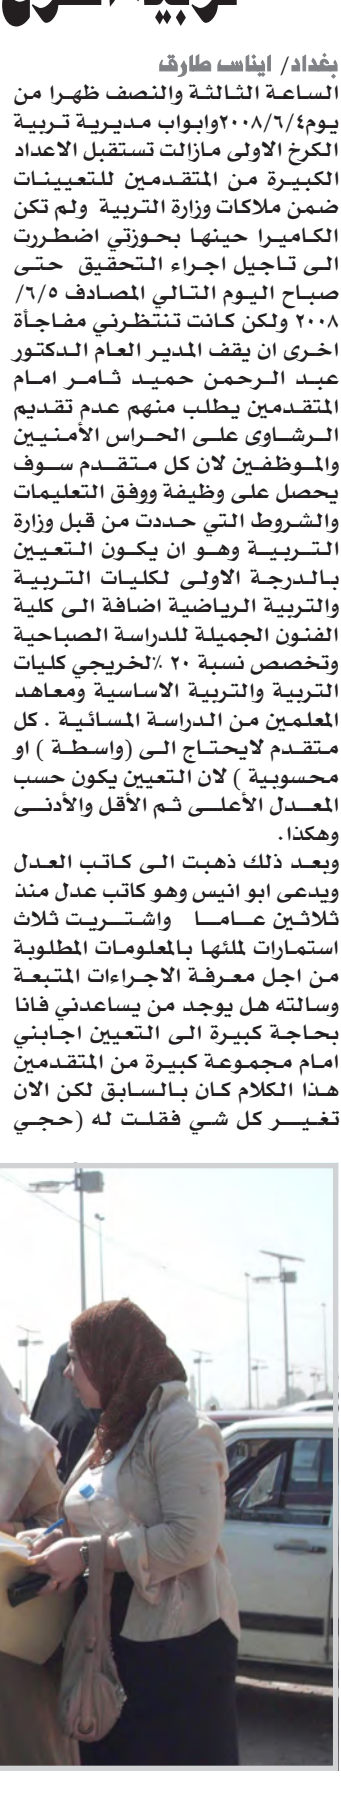 بغداد/ ايناس طارق
الساعة الثالثة والنصف ظهرا من
يوم٢٠٠٨/٦/٤وابواب مديرية تربية
الكرخ الاولى مازالت تستقبل الاعداد
الكبيرة من المتقدمين للتعيينات
ضمن ملاكات وزارة التربية ولم تكن
الكاميرا حينها بحوزتي اضطررت
الى تاجيل اجراء التحقيق حتى
صباح اليوم التالي المصادف ٦/٥/
٢٠٠٨ ولكن كانت تنتظرني مفاجأة
اخرى ان يقف المدير العام الدكتور
عبد الرحمن حميد ثامر امام
المتقدمين يطلب منهم عدم تقديم
الرشاوى على الحراس الأمنيين
والموظفين لان كل متقدم سوف
يحصل على وظيفة ووفق التعليمات
والشروط التي حددت من قبل وزارة
التربية وهو ان يكون التعيين
بالدرجة الاولى لكليات التربية
والتربية الرياضية اضافة الى كلية
الفنون الجميلة للدراسة الصباحية
وتخصص نسبة ٢٠ ٪لخريجي كليات
التربية والتربية الاساسية ومعاهد
المعلمين من الدراسة المسائية . كل
متقدم لايحتاج الى (واسطة ) او
محسوبية ) لان التعيين يكون حسب
المعدل الأعلى ثم الأقل والأدنى
وهكذا.
وبعد ذلك ذهبت الى كاتب العدل
ويدعى ابو انيس وهو كاتب عدل منذ
ثلاثين عاما واشتريت ثلاث
استمارات لملئها بالمعلومات المطلوبة
من اجل معرفة الاجراءات المتبعة
وسالته هل يوجد من يساعدني فانا
بحاجة كبيرة الى التعيين اجابني
امام مجموعة كبيرة من المتقدمين
هذا الكلام كان بالسابق لكن الان
تغير كل شي فقلت له (حجي